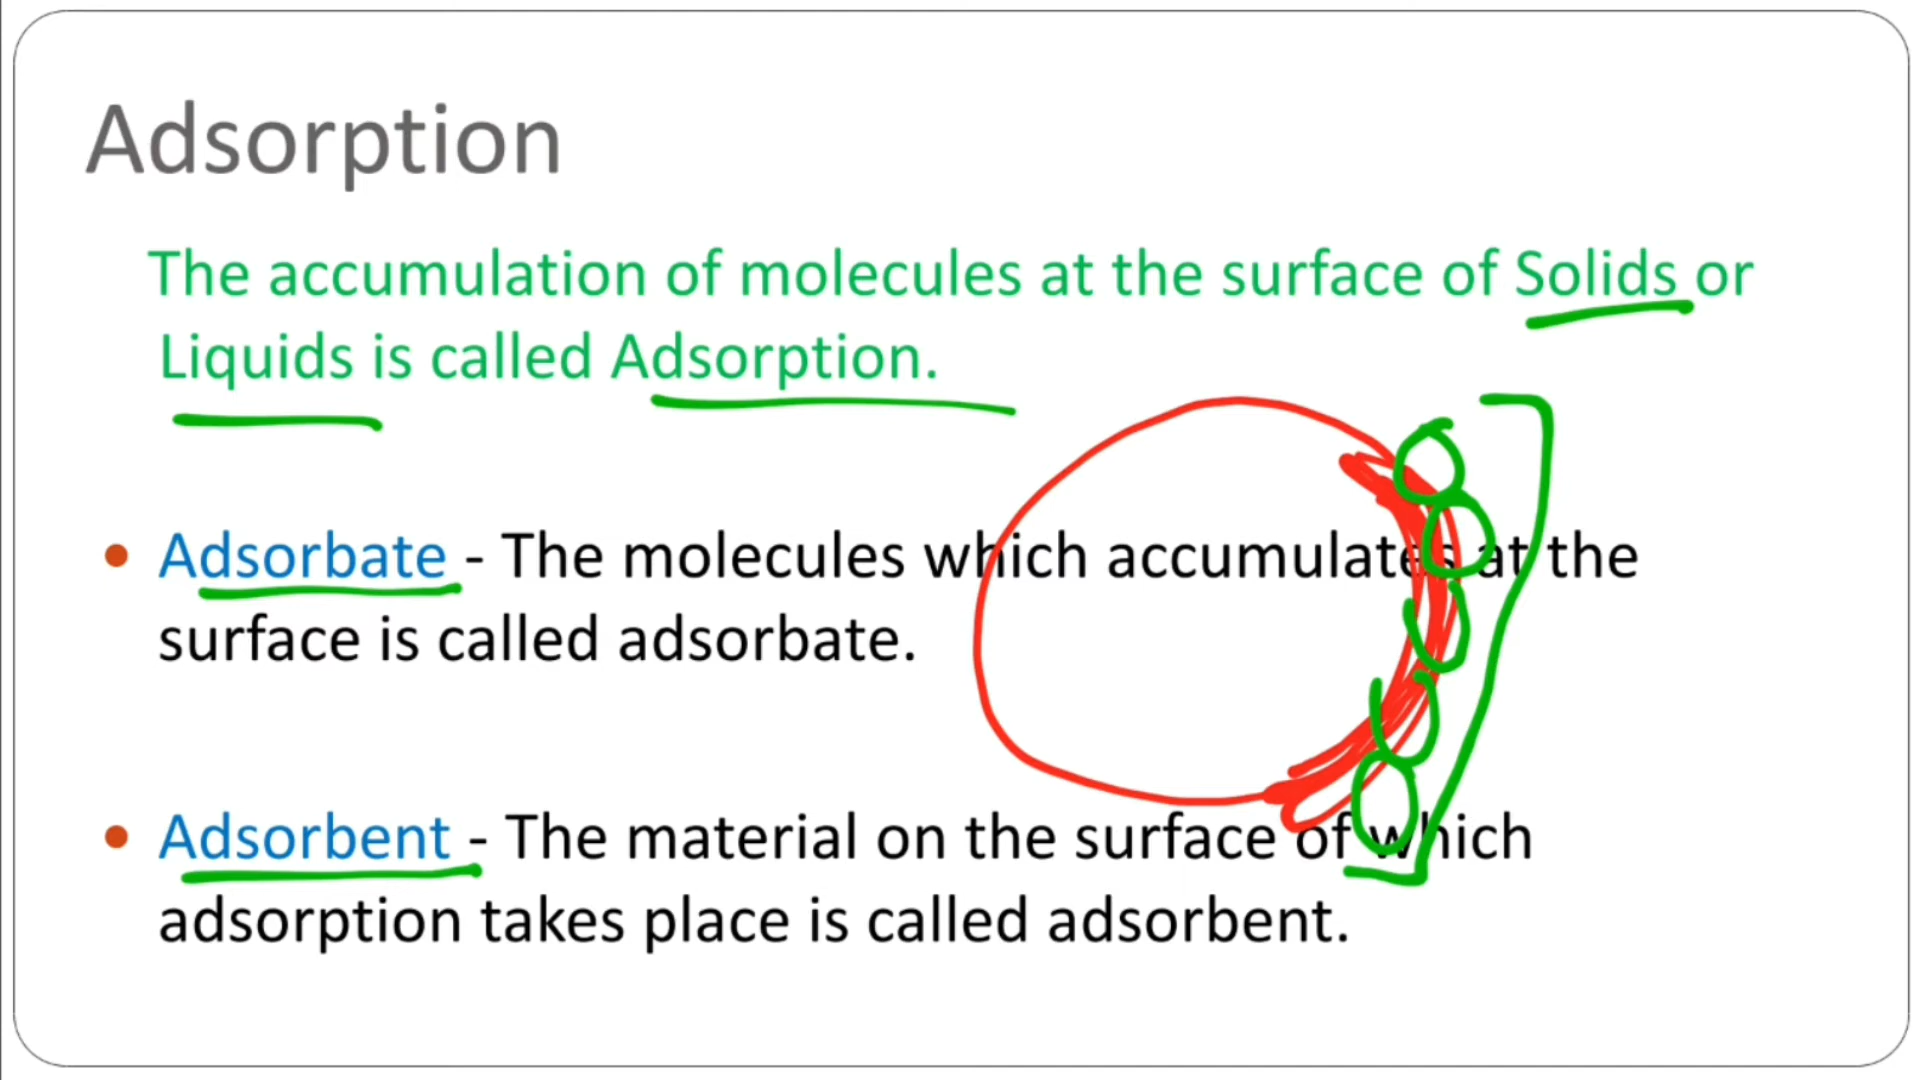 Adsorption
The accumulation of molecules at the surface of Solids or
Liquids is called Adsorption.
Adsorbate - The molecules which accumulates at the
surface is called adsorbate.
Adsorbent - The material on the surface of which
adsorption takes place is called adsorbent.